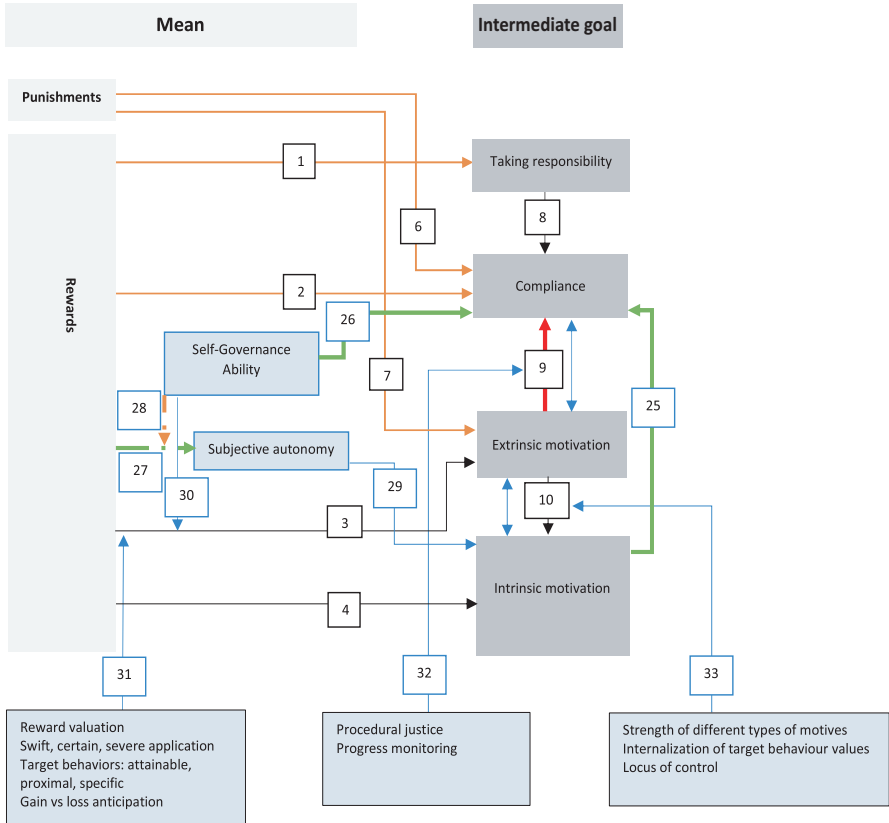 Mean
Intermediate goal
Punishments
1
Taking responsibility
8
6
Rewards
2
Compliance
26
Self-Governance
Ability
9
7
25
28
Extrinsic motivation
Subjective autonomy
27
29
30
10
3
Intrinsic motivation
4
31
32
33
Reward valuation
Swift, certain, severe application
Target behaviors: attainable,
proximal, specific
Gain vs loss anticipation
Procedural justice
Progress monitoring
Strength of different types of motives
Internalization of target behaviour values
Locus of control